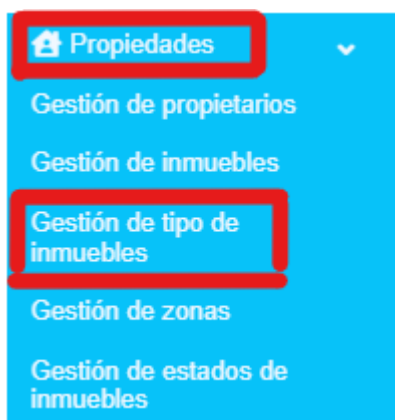 Propiedades
Gestión de propietarios
Gestión de inmuebles
Gestión de tipo de
inmuebles
Gestión de zonas
Gestión de estados de
inmuebles